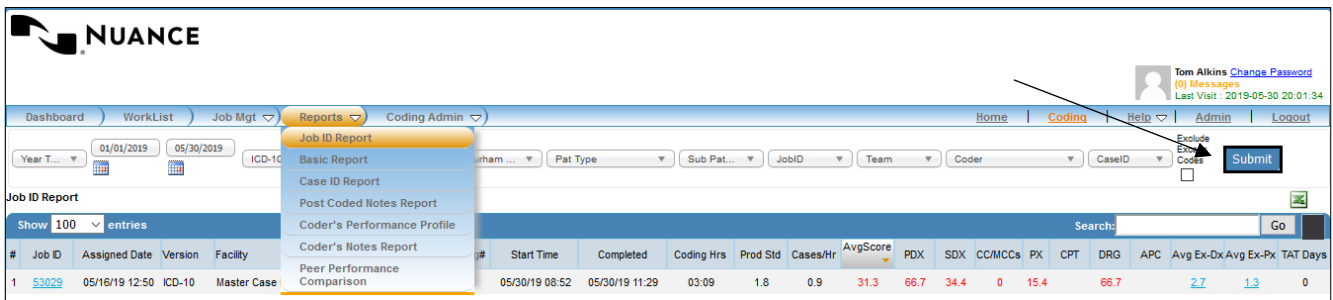 NUANCE
Tom Alkins Change Password
(0) Messages
Last Visit : 2019-05-30 20:01:34
Dashboard WorkList Job Mgt Reports Coding Admin Home | Coding | Help | Admin | Logout
Job ID Report
Basic Report
Case ID Report
Post Coded Notes Report
Coder's Performance Profile
Coder's Notes Report
Peer Performance
Comparison
Year T... 01/01/2019 05/30/2019 ICD-10 rham ... Pat Type Sub Pat... JobID Team Coder CaseID Exclude
Codes Submit
Job ID Report
Show 100 entries Search: Go
# Job ID Assigned Date Version Facility # Start Time Completed Coding Hrs Prod Std Cases/Hr AvgScore PDX SDX CC/MCCs PX CPT DRG APC Avg Ex-Dx Avg Ex-Px TAT Days
1 53029 05/16/19 12:50 ICD-10 Master Case 05/30/19 08:52 05/30/19 11:29 03:09 1.8 0.9 31.3 66.7 34.4 0 15.4 66.7 2.7 1.3 0